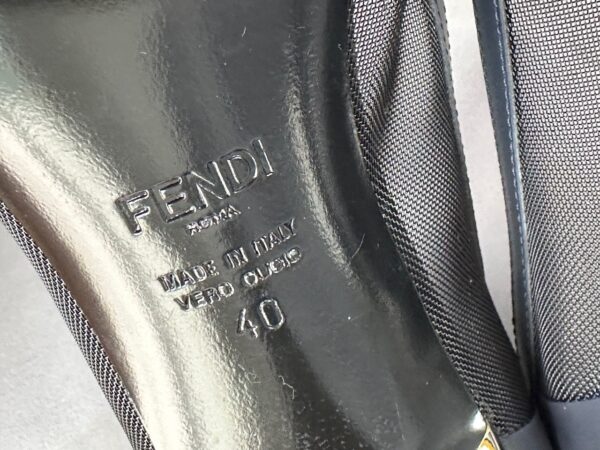 FENDI
ROMA
MADE IN ITALY
VERO CUOIO
40